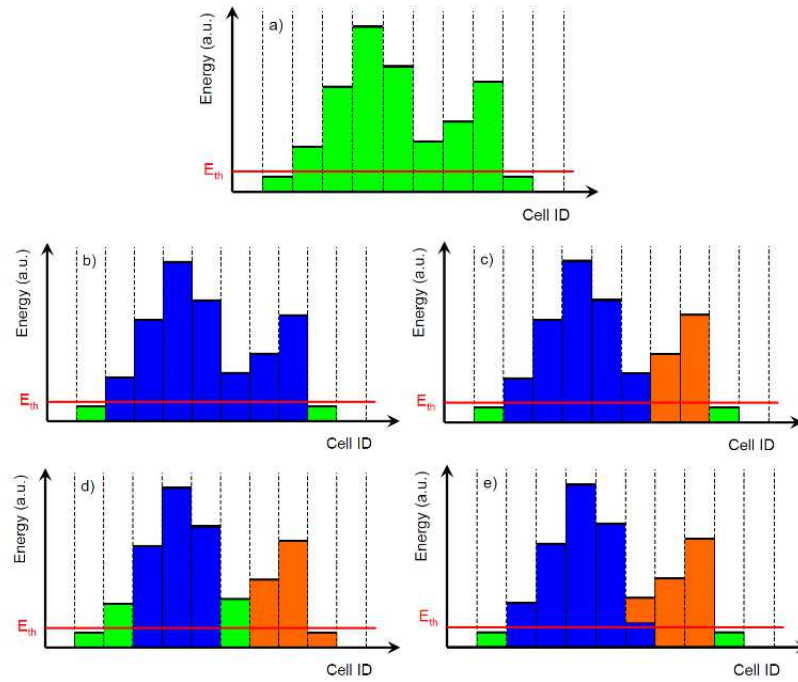 a)
Energy (a.u.)
E_th
Cell ID
b)
Energy (a.u.)
E_th
Cell ID
c)
Energy (a.u.)
E_th
Cell ID
d)
Energy (a.u.)
E_th
Cell ID
e)
Energy (a.u.)
E_th
Cell ID